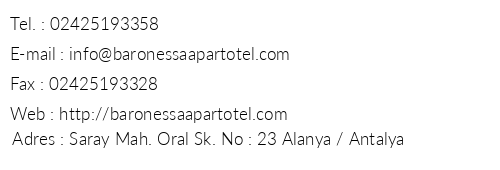 Tel. : 02425193358
E-mail : info@baronessaapartotel.com
Fax : 02425193328
Web : http://baronessaapartotel.com
Adres : Saray Mah. Oral Sk. No : 23 Alanya / Antalya